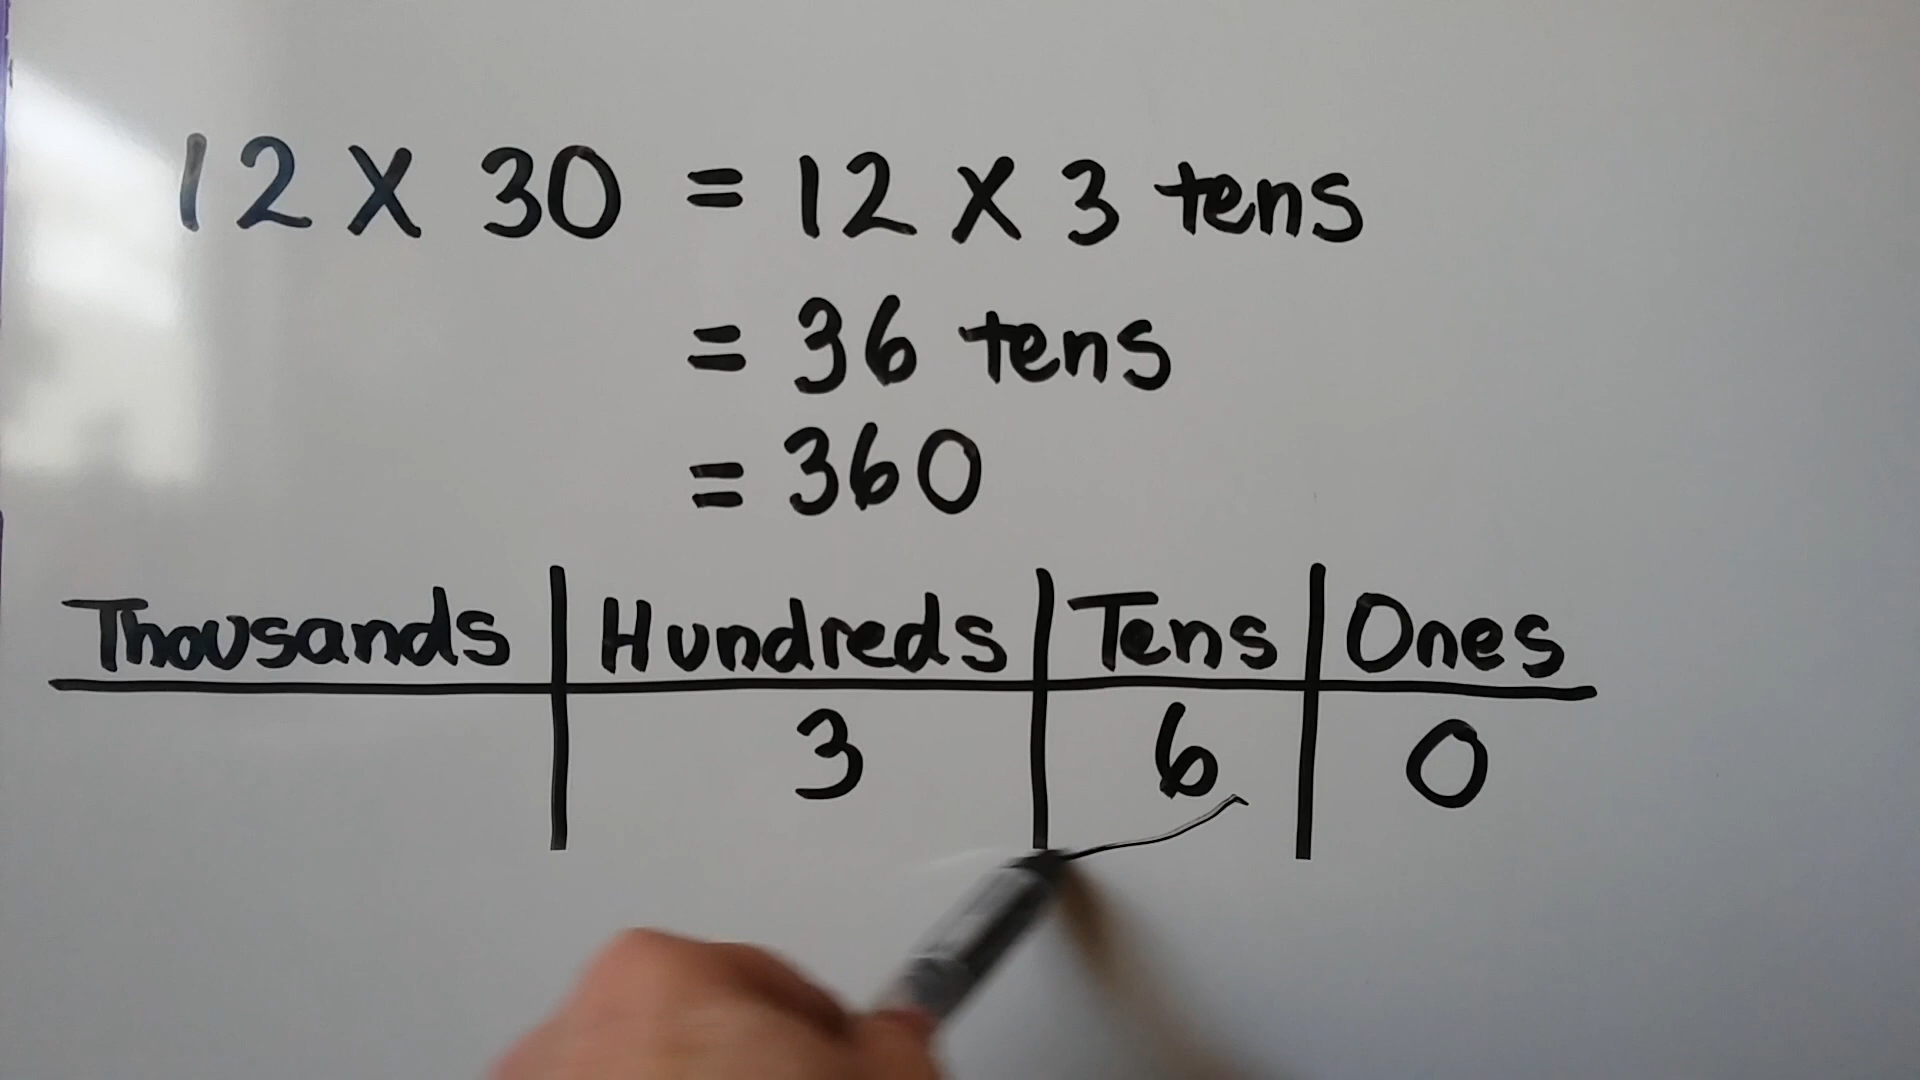 12 X 30 = 12 X 3 tens
= 36 tens
= 360
Thousands Hundreds Tens Ones
3 6 0